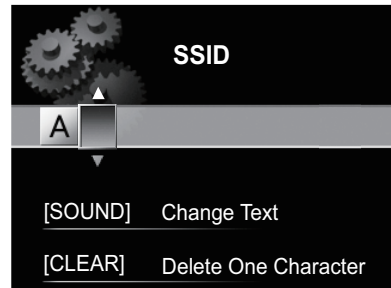 SSID
A
[SOUND] Change Text
[CLEAR] Delete One Character